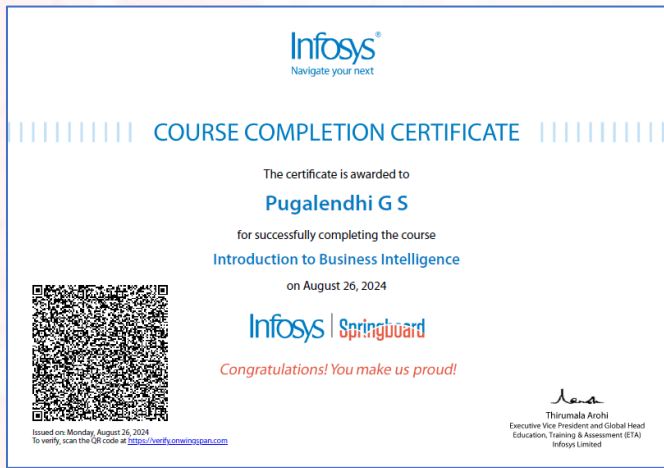 Infosys®
Navigate your next
COURSE COMPLETION CERTIFICATE
The certificate is awarded to
Pugalendhi G S
for successfully completing the course
Introduction to Business Intelligence
on August 26, 2024
Infosys | Springboard
Congratulations! You make us proud!
Issued on: Monday, August 26, 2024
To verify, scan the QR code at https://verify.onwingspan.com
Thirumala Arohi
Executive Vice President and Global Head
Education, Training & Assessment (ETA)
Infosys Limited